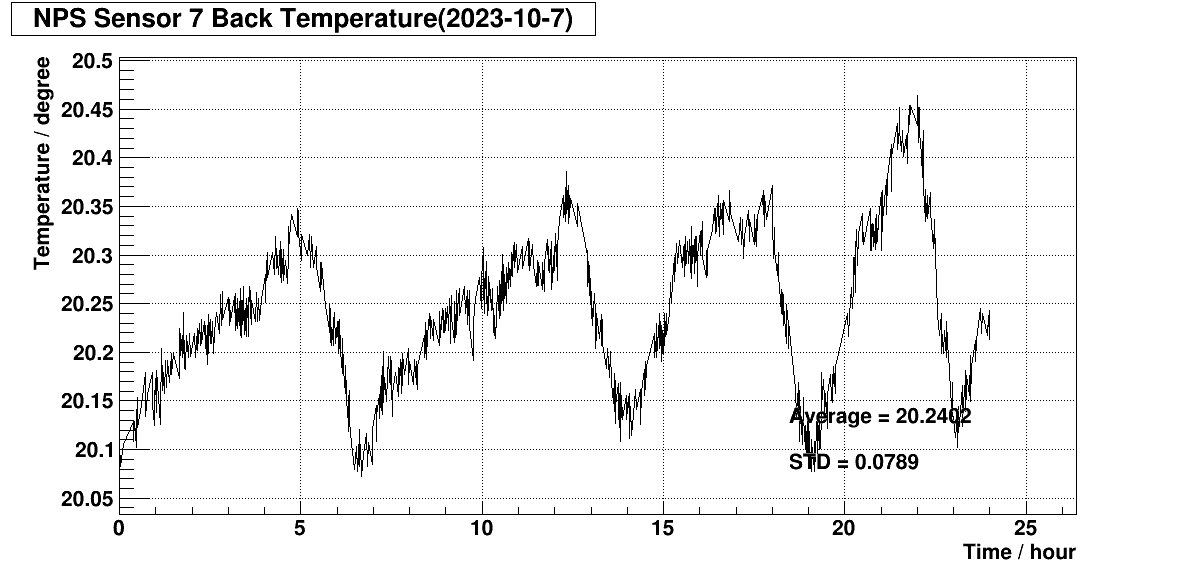 NPS Sensor 7 Back Temperature(2023-10-7)
Temperature / degree
20.5
20.45
20.4
20.35
20.3
20.25
20.2
20.15
20.1
20.05
Average = 20.2402
STD = 0.0789
0 5 10 15 20 25
Time / hour